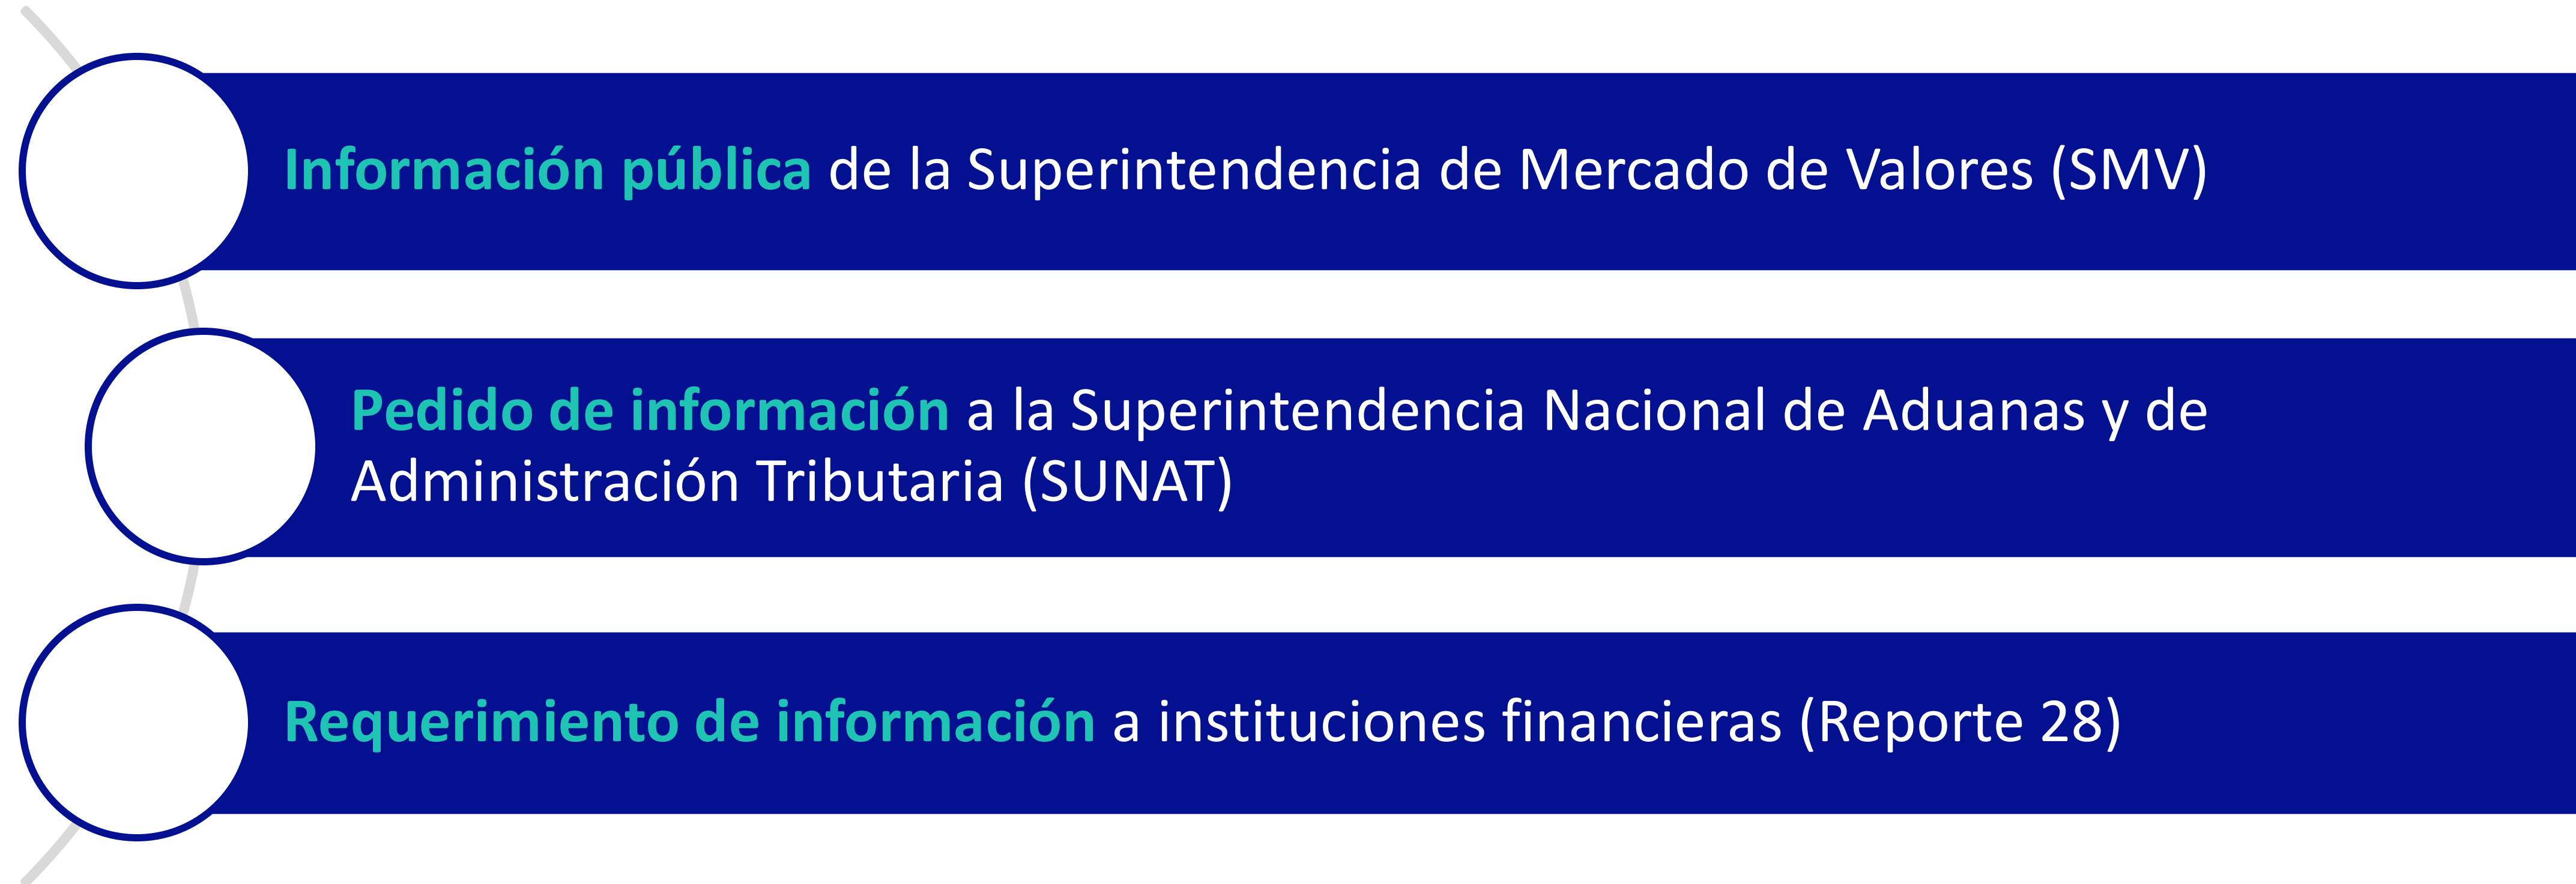 Información pública de la Superintendencia de Mercado de Valores (SMV)
Pedido de información a la Superintendencia Nacional de Aduanas y de
Administración Tributaria (SUNAT)
Requerimiento de información a instituciones financieras (Reporte 28)